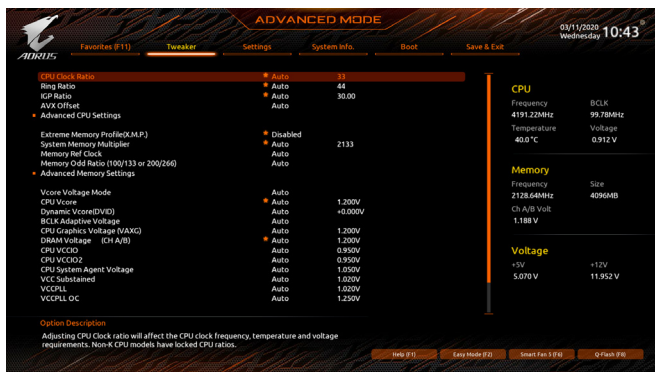 ADVANCED MODE
03/11/2020
Wednesday 10:43
AORUS
Favorites (F11) Tweaker Settings System Info. Boot Save & Exit
CPU Clock Ratio Auto 33
Ring Ratio Auto 44
IGP Ratio Auto 30.00
AVX Offset Auto
Advanced CPU Settings
Extreme Memory Profile(X.M.P.) Disabled
System Memory Multiplier Auto 2133
Memory Ref Clock Auto
Memory Odd Ratio (100/133 or 200/266) Auto
Advanced Memory Settings
Vcore Voltage Mode Auto
CPU Vcore Auto 1.200V
Dynamic Vcore(DVID) Auto +0.000V
BCLK Adaptive Voltage Auto
CPU Graphics Voltage (VAXG) Auto 1.200V
DRAM Voltage (CH A/B) Auto 1.200V
CPU VCCIO Auto 0.950V
CPU VCCIO2 Auto 0.950V
CPU System Agent Voltage Auto 1.050V
VCC Substained Auto 1.020V
VCCPLL Auto 1.020V
VCCPLL OC Auto 1.250V
CPU
Frequency BCLK
4191.22MHz 99.78MHz
Temperature Voltage
40.0 °C 0.912 V
Memory
Frequency Size
2128.64MHz 4096MB
Ch A/B Volt
1.188 V
Voltage
+5V +12V
5.070 V 11.952 V
Option Description
Adjusting CPU Clock ratio will affect the CPU clock frequency, temperature and voltage
requirements. Non-K CPU models have locked CPU ratios.
Help (F1) Easy Mode (F2) Smart Fan 5 (F6) Q-Flash (F8)